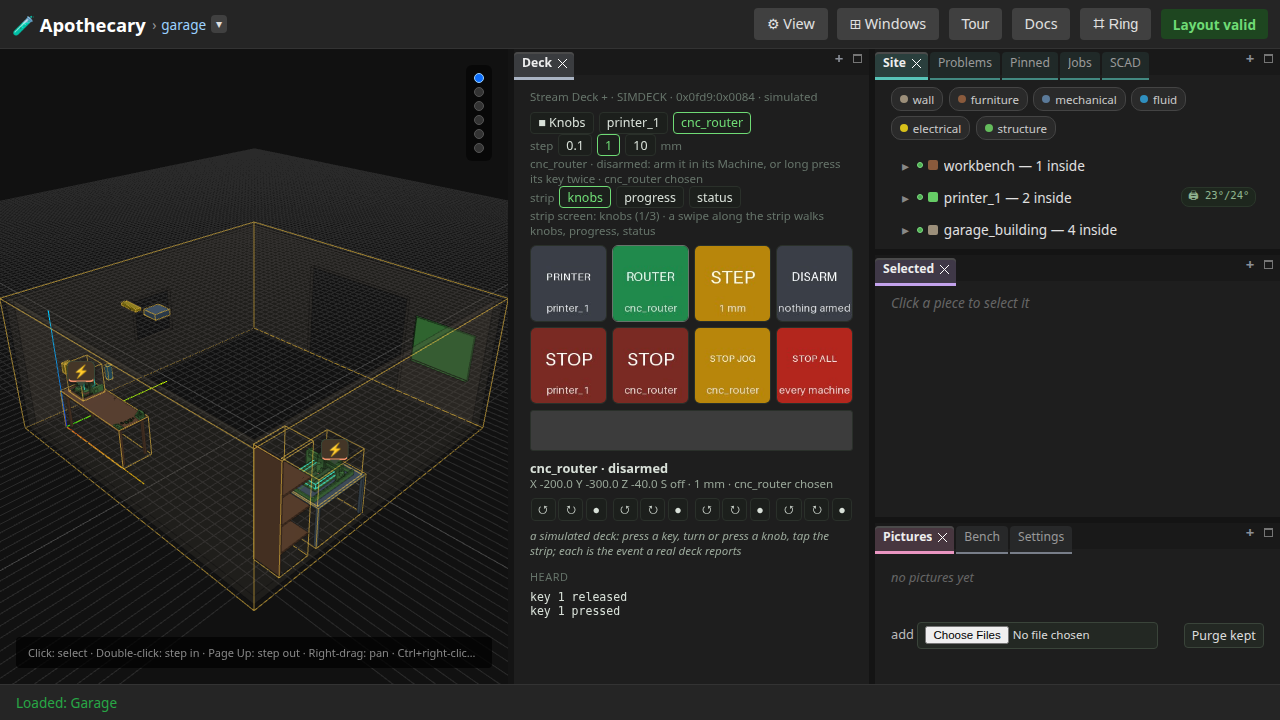 Apothecary › garage ▾
⚙ View
⊞ Windows
Tour
Docs
⌗ Ring
Layout valid
Deck
Stream Deck + · SIMDECK · 0x0fd9:0x0084 · simulated
■ Knobs printer_1 cnc_router
step 0.1 1 10 mm
cnc_router · disarmed: arm it in its Machine, or long press
its key twice · cnc_router chosen
strip knobs progress status
strip screen: knobs (1/3) · a swipe along the strip walks
knobs, progress, status
PRINTER ROUTER STEP DISARM
printer_1 cnc_router 1 mm nothing armed
STOP STOP STOP JOG STOP ALL
printer_1 cnc_router cnc_router every machine
cnc_router · disarmed
X -200.0 Y -300.0 Z -40.0 S off · 1 mm · cnc_router chosen
↺ ↻ ● ↺ ↻ ● ↺ ↻ ● ↺ ↻ ●
a simulated deck: press a key, turn or press a knob, tap the
strip; each is the event a real deck reports
HEARD
key 1 released
key 1 pressed
Site Problems Pinned Jobs SCAD
wall furniture mechanical fluid
electrical structure
▸ workbench — 1 inside
▸ printer_1 — 2 inside 23°/24°
▸ garage_building — 4 inside
Selected
Click a piece to select it
Pictures Bench Settings
no pictures yet
add Choose Files No file chosen Purge kept
Click: select · Double-click: step in · Page Up: step out · Right-drag: pan · Ctrl+right-clic...
Loaded: Garage